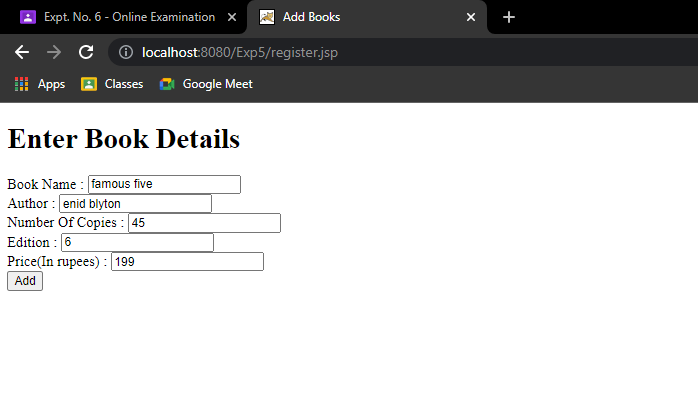 Expt. No. 6 - Online Examination
Add Books
localhost:8080/Exp5/register.jsp
Apps
Classes
Google Meet
Enter Book Details
Book Name : famous five
Author : enid blyton
Number Of Copies : 45
Edition : 6
Price(In rupees) : 199
Add